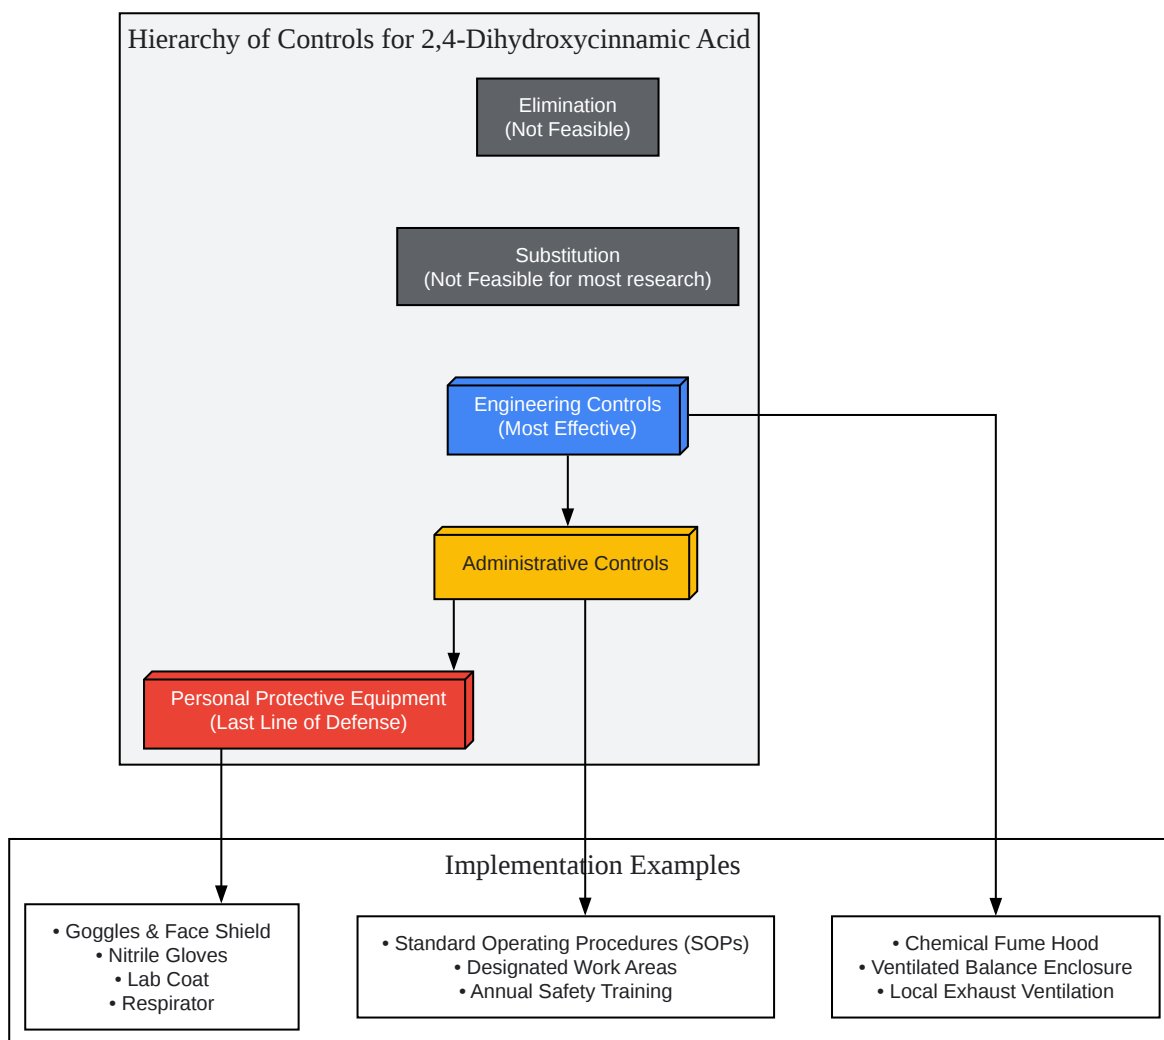 Hierarchy of Controls for 2,4-Dihydroxycinnamic Acid
Elimination
(Not Feasible)
Substitution
(Not Feasible for most research)
Engineering Controls
(Most Effective)
Administrative Controls
Personal Protective Equipment
(Last Line of Defense)
Implementation Examples
• Goggles & Face Shield
• Nitrile Gloves
• Lab Coat
• Respirator
• Standard Operating Procedures (SOPs)
• Designated Work Areas
• Annual Safety Training
• Chemical Fume Hood
• Ventilated Balance Enclosure
• Local Exhaust Ventilation